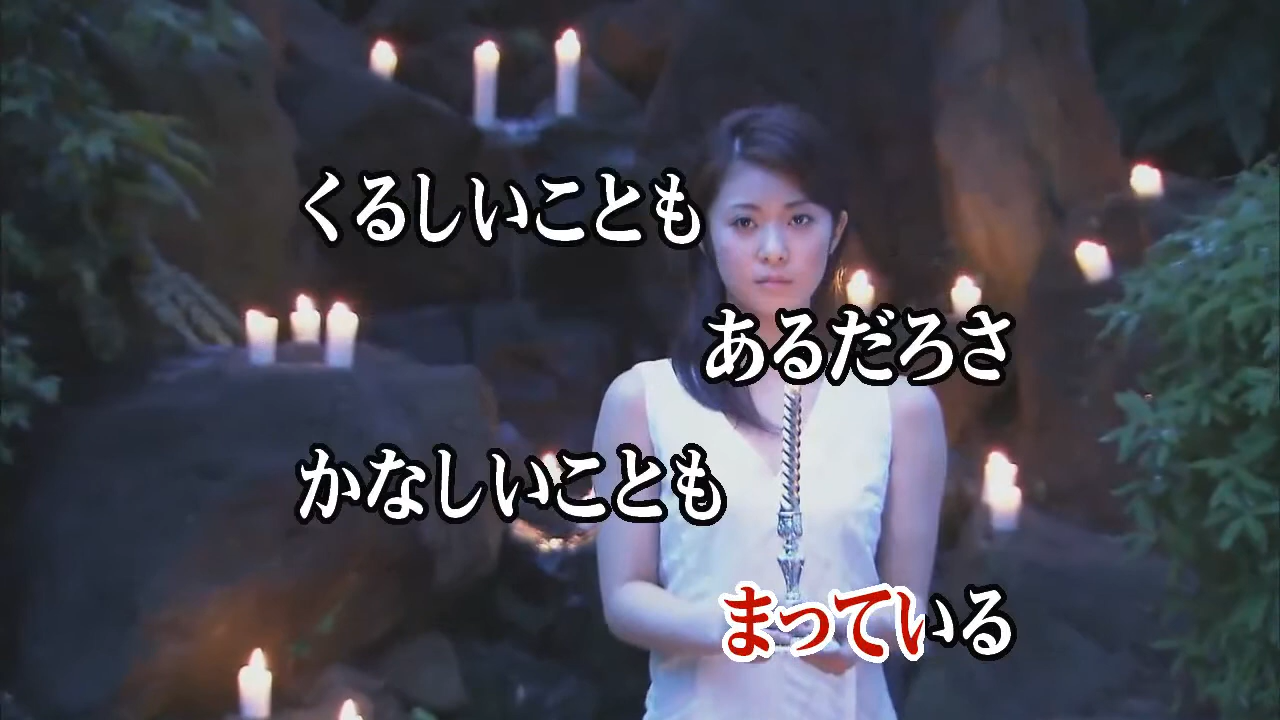 くるしいことも
あるだろさ
かなしいことも
まっている